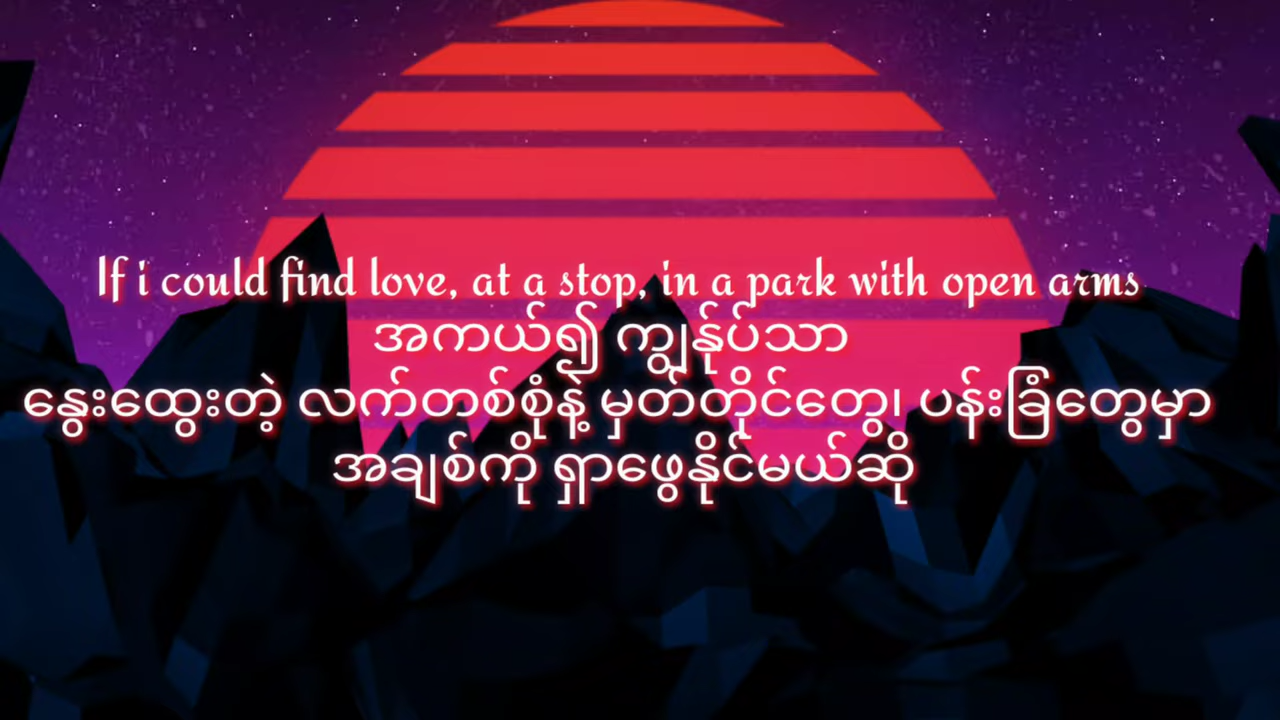 If i could find love, at a stop, in a park with open arms
အကယ်၍ ကျွန်ုပ်သာ
နွေးထွေးတဲ့ လက်တစ်စုံနဲ့ မှတ်တိုင်တွေ၊ ပန်းခြံတွေမှာ
အချစ်ကို ရှာဖွေနိုင်မယ်ဆို